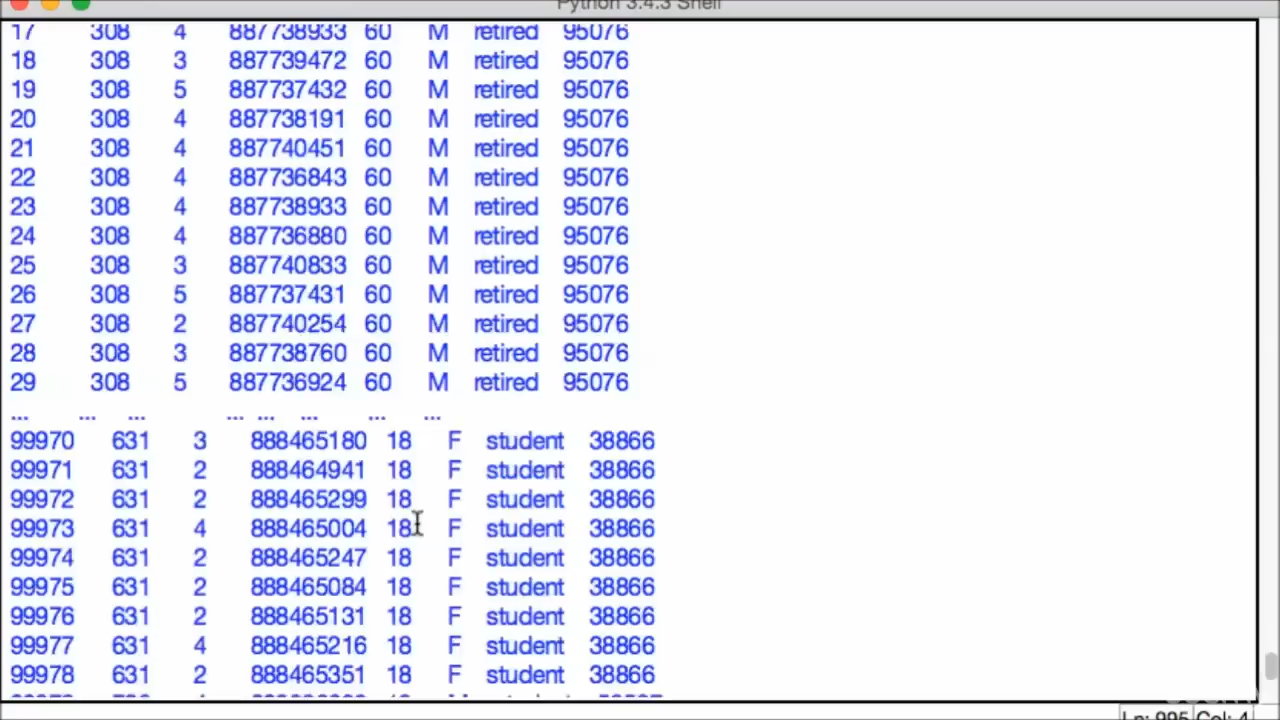 Python 3.4.3 Shell
17 308 4 887738933 60 M retired 95076
18 308 3 887739472 60 M retired 95076
19 308 5 887737432 60 M retired 95076
20 308 4 887738191 60 M retired 95076
21 308 4 887740451 60 M retired 95076
22 308 4 887736843 60 M retired 95076
23 308 4 887738933 60 M retired 95076
24 308 4 887736880 60 M retired 95076
25 308 3 887740833 60 M retired 95076
26 308 5 887737431 60 M retired 95076
27 308 2 887740254 60 M retired 95076
28 308 3 887738760 60 M retired 95076
29 308 5 887736924 60 M retired 95076
... ... ... ... ... ... ... ...
99970 631 3 888465180 18 F student 38866
99971 631 2 888464941 18 F student 38866
99972 631 2 888465299 18 F student 38866
99973 631 4 888465004 18 F student 38866
99974 631 2 888465247 18 F student 38866
99975 631 2 888465084 18 F student 38866
99976 631 2 888465131 18 F student 38866
99977 631 4 888465216 18 F student 38866
99978 631 2 888465351 18 F student 38866
Ln: 995 Col: 4